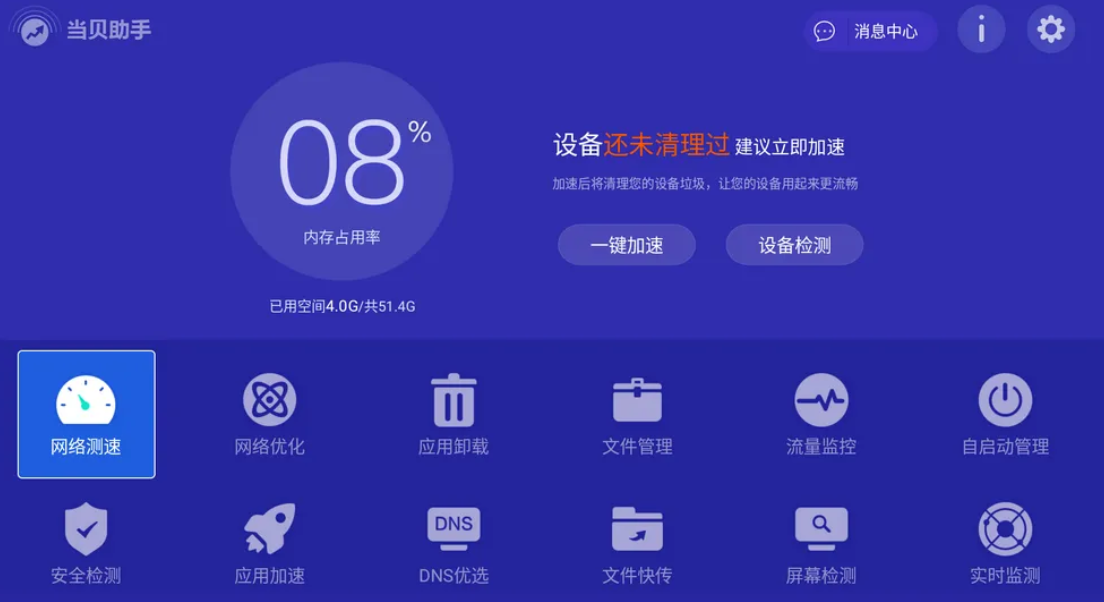 当贝助手
消息中心
08%
内存占用率
已用空间4.0G/共51.4G
设备还未清理过 建议立即加速
加速后将清理您的设备垃圾，让您的设备用起来更流畅
一键加速
设备检测
网络测速
网络优化
应用卸载
文件管理
流量监控
自启动管理
安全检测
应用加速
DNS
DNS优选
文件快传
屏幕检测
实时监测